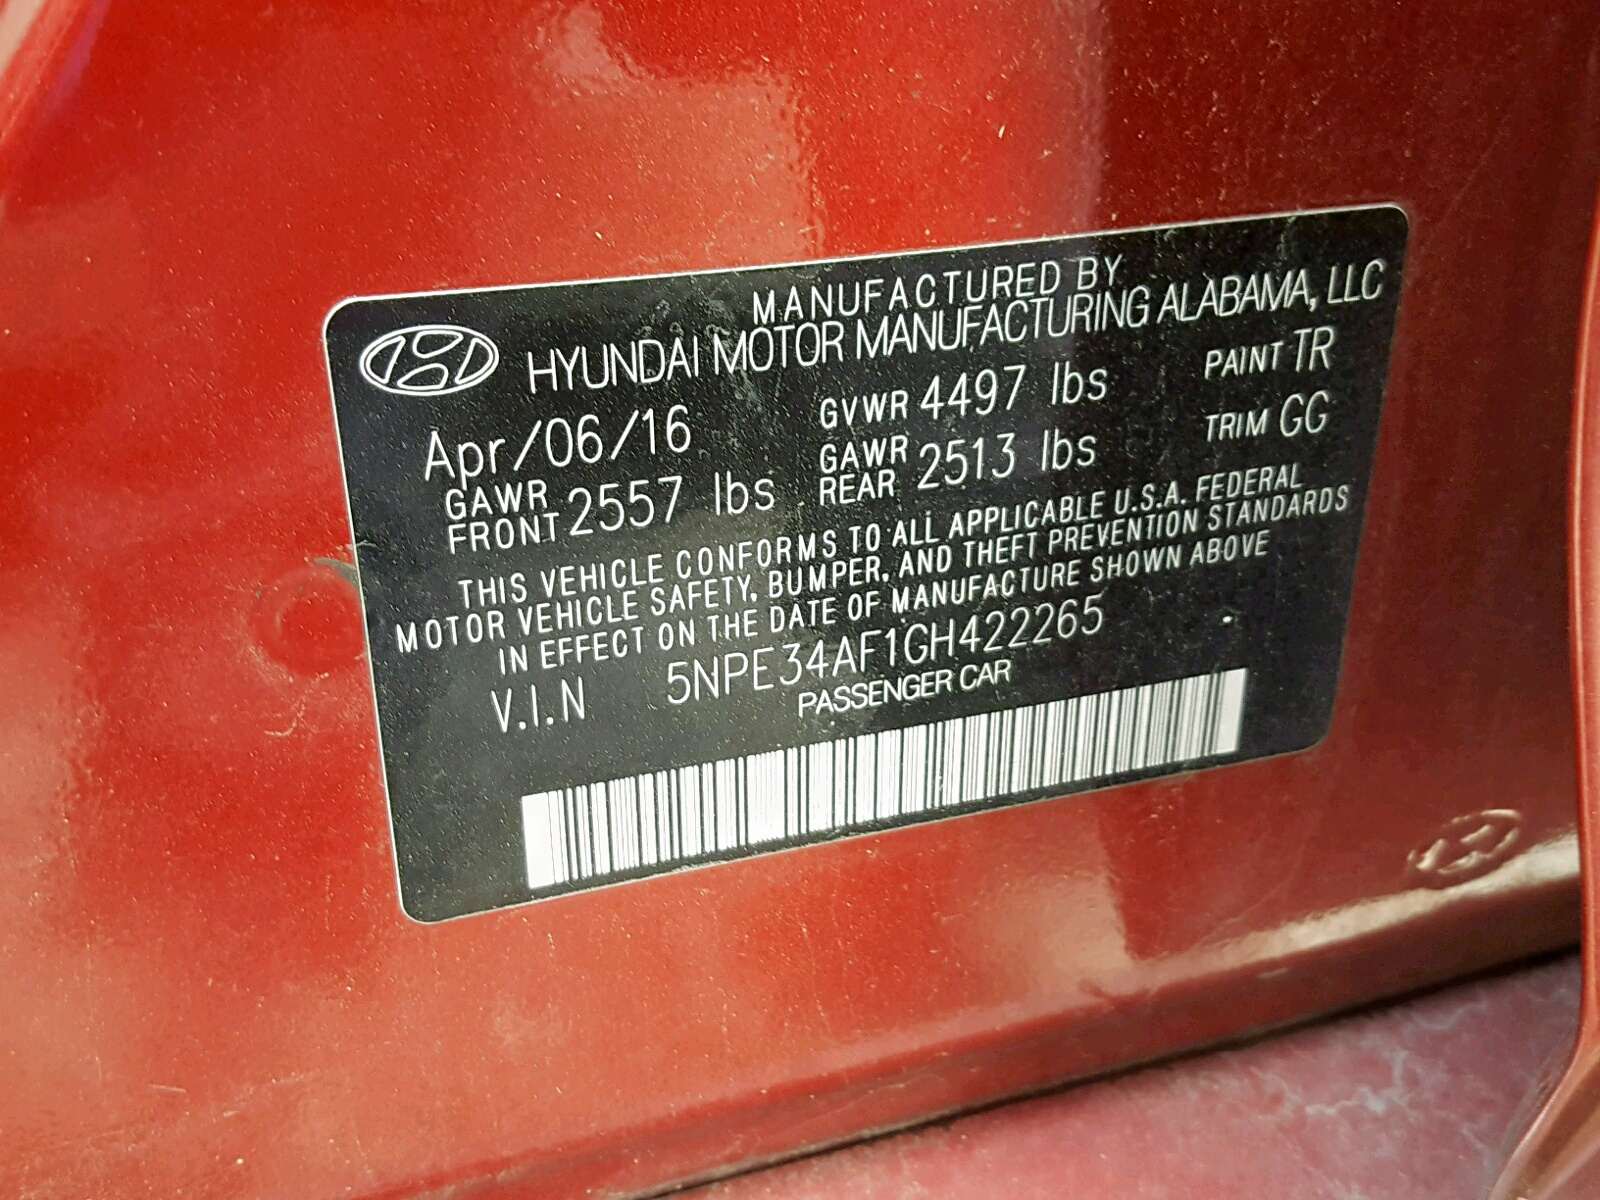 MANUFACTURED BY
HYUNDAI MOTOR MANUFACTURING ALABAMA, LLC
Apr/06/16 GVWR 4497 lbs PAINT TR
GAWR FRONT 2557 lbs GAWR REAR 2513 lbs TRIM GG
THIS VEHICLE CONFORMS TO ALL APPLICABLE U.S.A. FEDERAL
MOTOR VEHICLE SAFETY, BUMPER, AND THEFT PREVENTION STANDARDS
IN EFFECT ON THE DATE OF MANUFACTURE SHOWN ABOVE
V.I.N 5NPE34AF1GH422265
PASSENGER CAR